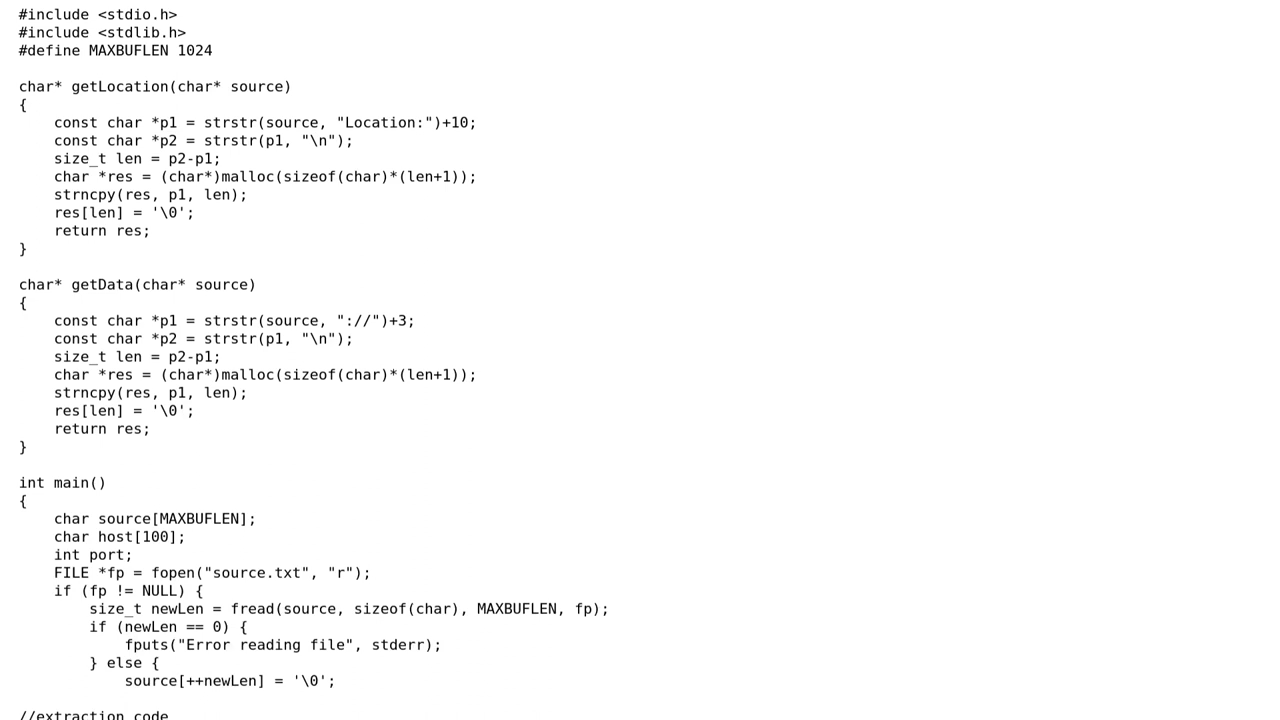 #include <stdio.h>
#include <stdlib.h>
#define MAXBUFLEN 1024

char* getLocation(char* source)
{
    const char *p1 = strstr(source, "Location:")+10;
    const char *p2 = strstr(p1, "\n");
    size_t len = p2-p1;
    char *res = (char*)malloc(sizeof(char)*(len+1));
    strncpy(res, p1, len);
    res[len] = '\0';
    return res;
}

char* getData(char* source)
{
    const char *p1 = strstr(source, "://")+3;
    const char *p2 = strstr(p1, "\n");
    size_t len = p2-p1;
    char *res = (char*)malloc(sizeof(char)*(len+1));
    strncpy(res, p1, len);
    res[len] = '\0';
    return res;
}

int main()
{
    char source[MAXBUFLEN];
    char host[100];
    int port;
    FILE *fp = fopen("source.txt", "r");
    if (fp != NULL) {
        size_t newLen = fread(source, sizeof(char), MAXBUFLEN, fp);
        if (newLen == 0) {
            fputs("Error reading file", stderr);
        } else {
            source[++newLen] = '\0';

//extraction code